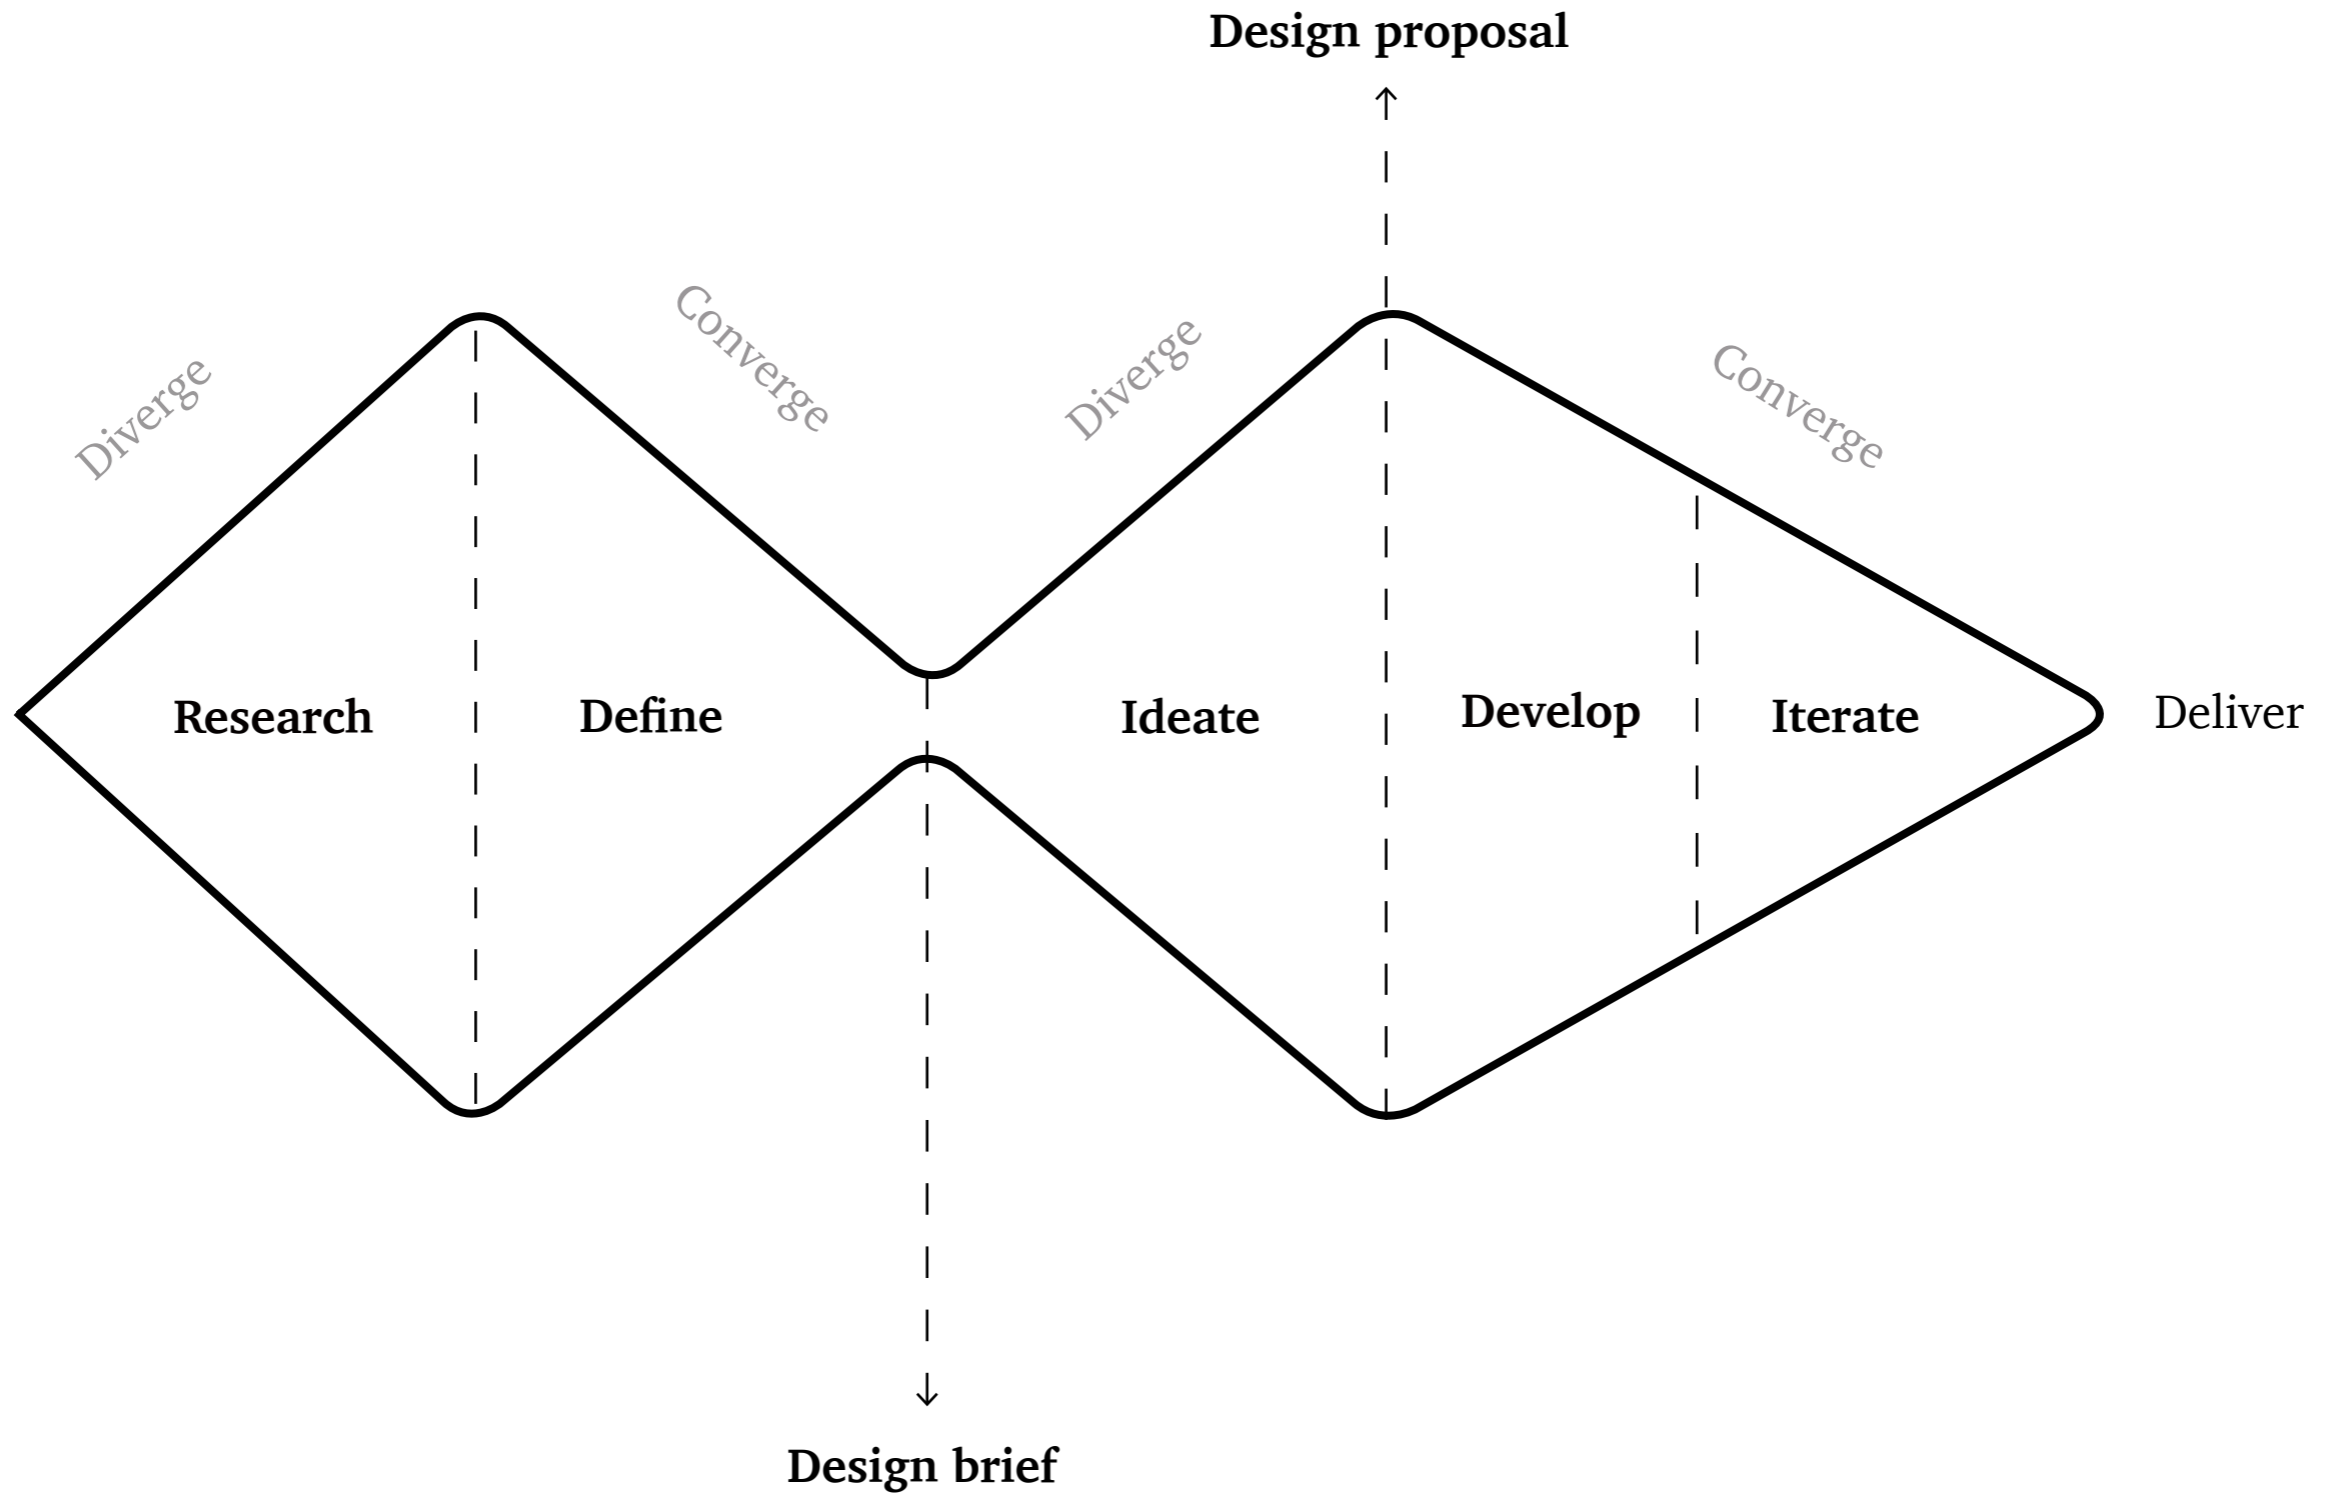 Design proposal
Diverge
Converge
Diverge
Converge
Research
Define
Ideate
Develop
Iterate
Deliver
Design brief